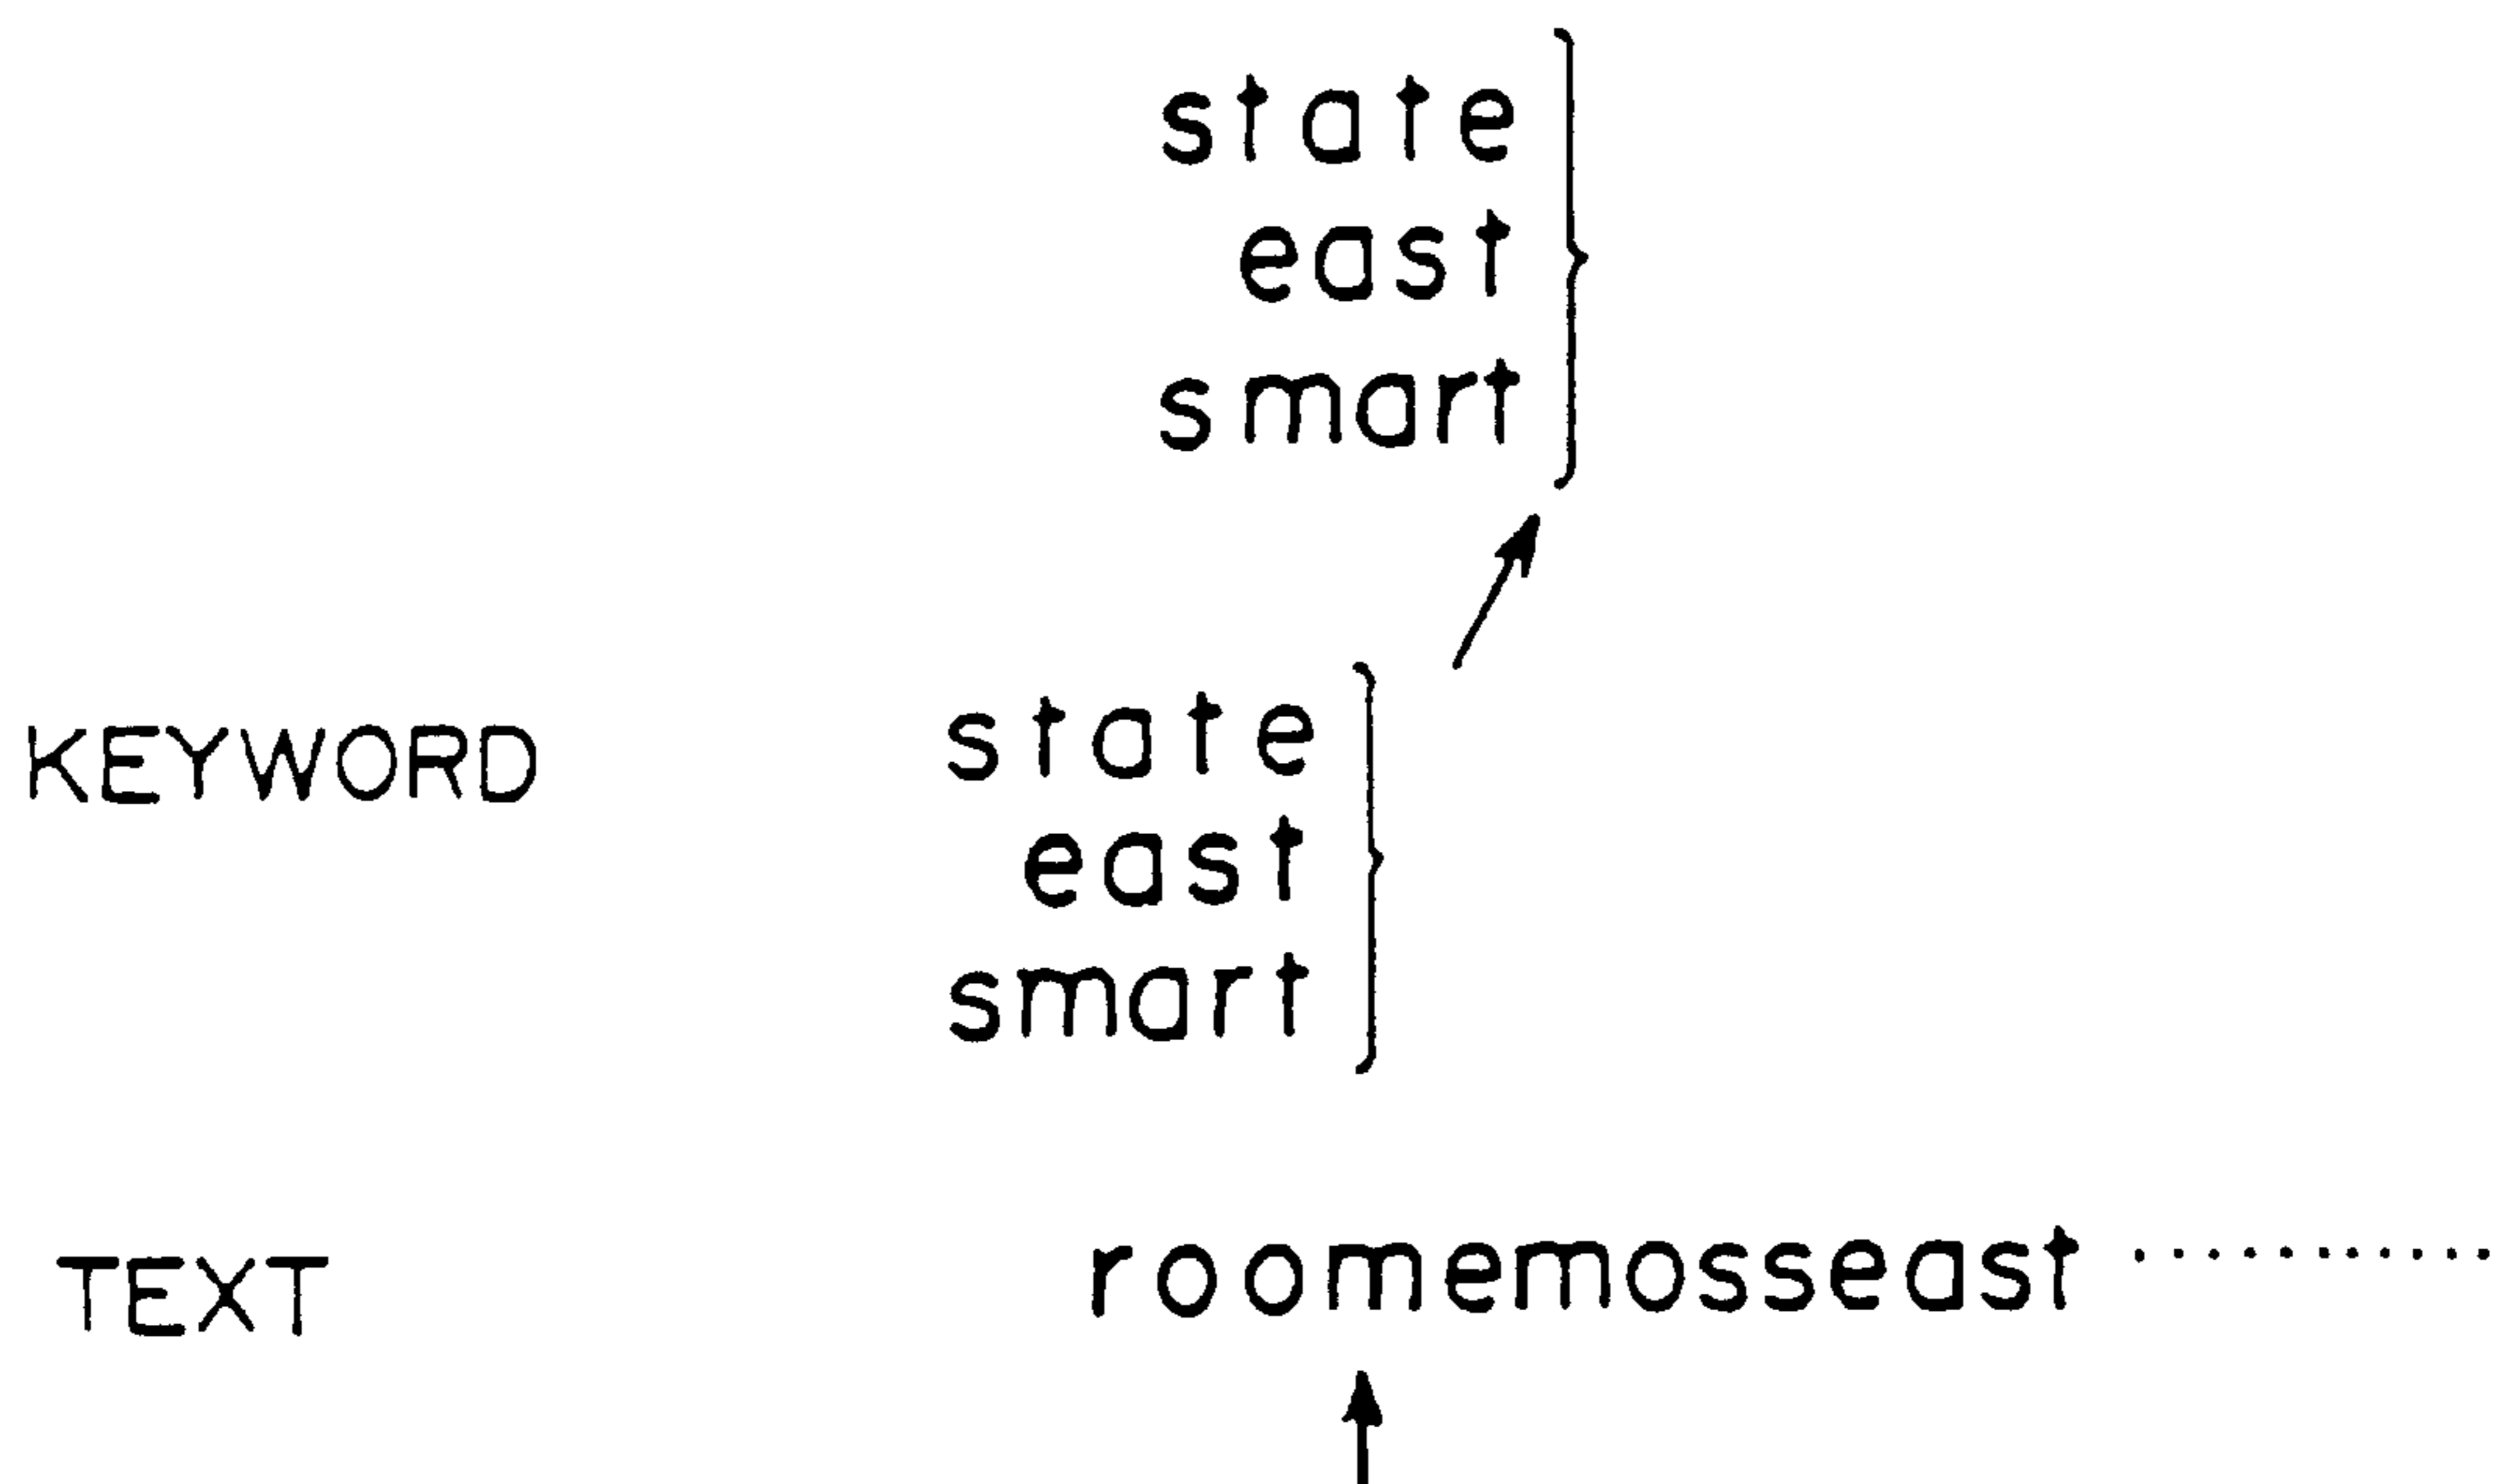 state
east
smart
KEYWORD state
east
smart
TEXT roomemosseast ...........